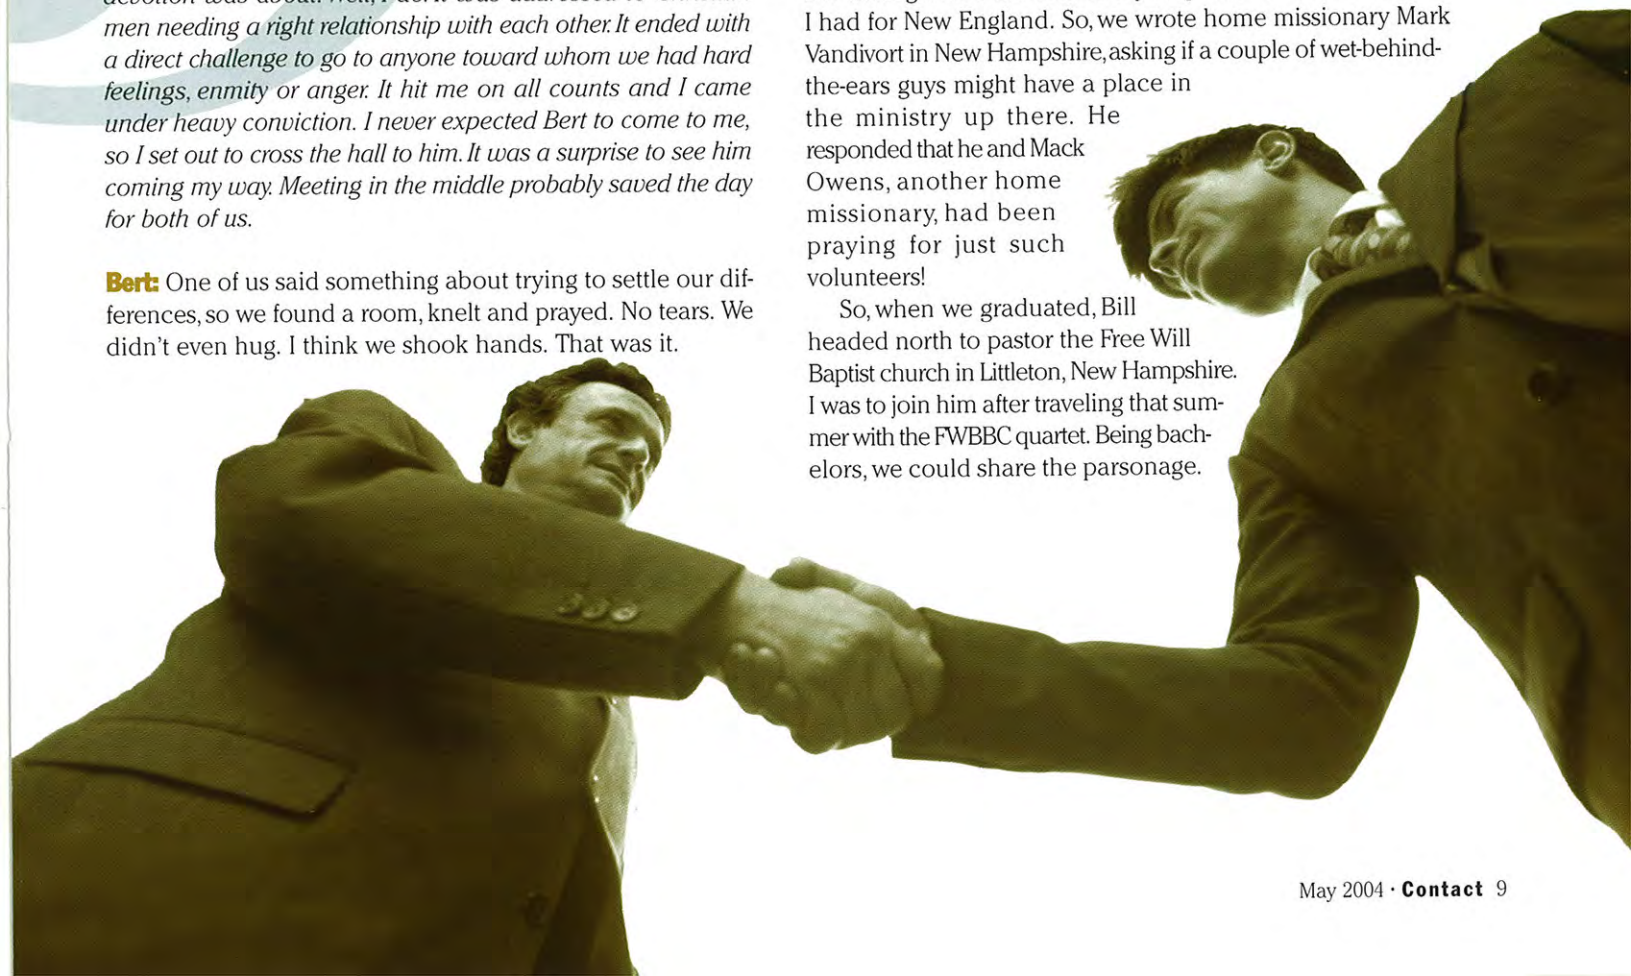 men needing a right relationship with each other. It ended with
a direct challenge to go to anyone toward whom we had hard
feelings, enmity or anger. It hit me on all counts and I came
under heavy conviction. I never expected Bert to come to me,
so I set out to cross the hall to him. It was a surprise to see him
coming my way. Meeting in the middle probably saved the day
for both of us.
Bert: One of us said something about trying to settle our dif-
ferences, so we found a room, knelt and prayed. No tears. We
didn't even hug. I think we shook hands. That was it.
I had for New England. So, we wrote home missionary Mark
Vandivort in New Hampshire, asking if a couple of wet-behind-
the-ears guys might have a place in
the ministry up there. He
responded that he and Mack
Owens, another home
missionary, had been
praying for just such
volunteers!
So, when we graduated, Bill
headed north to pastor the Free Will
Baptist church in Littleton, New Hampshire.
I was to join him after traveling that sum-
mer with the FWBBC quartet. Being bach-
elors, we could share the parsonage.
May 2004 · Contact 9